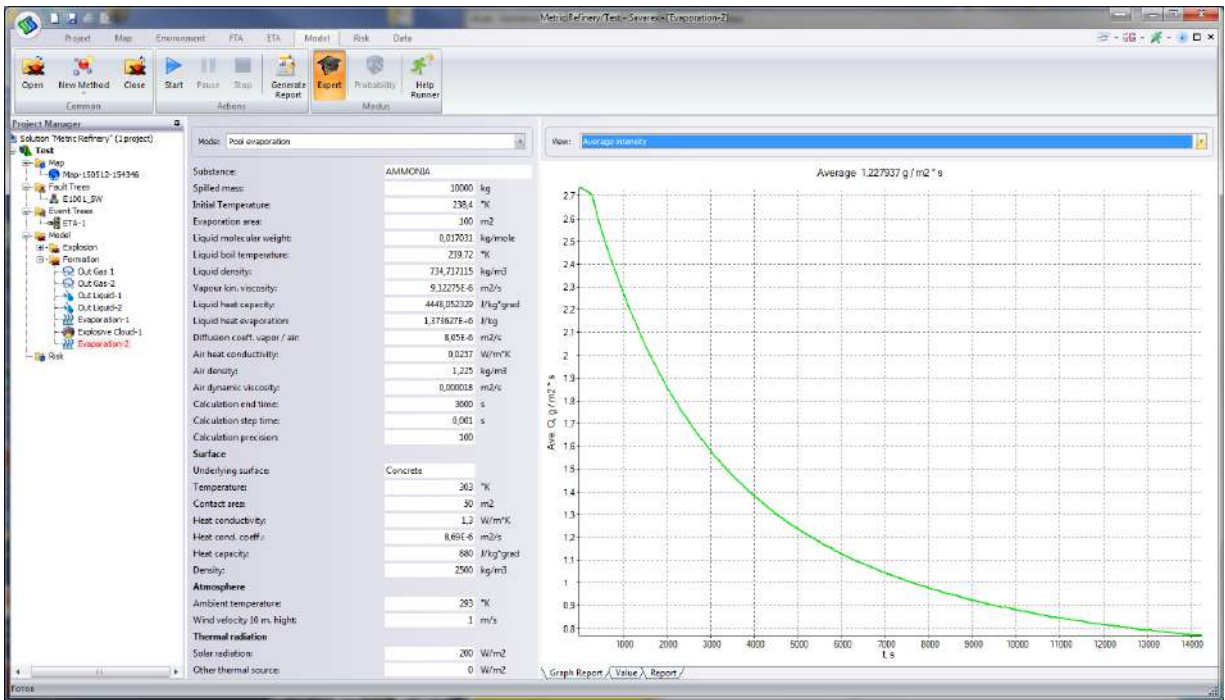 MetricRefinery/Test - Savarex - [Evaporation-2]
Project Map Environment FTA ETA Model Risk Data
Open New Method Close Start Pause Stop Generate Report Expert Probability Help Runner
Common Actions Modus
Project Manager
Solution "Metric Refinery" (1 project)
Test
Map
Map-150512-154346
Fault Trees
E1001_SW
Event Trees
ETA-1
Model
Explosion
Formation
Out Gas 1
Out Gas-2
Out Liquid-1
Out Liquid-2
Evaporation-1
Explosive Cloud-1
Evaporation-2
Risk
Mode: Pool evaporation
Substance: AMMONIA
Spilled mass: 10000 kg
Initial Temperature: 238,4 °K
Evaporation area: 100 m2
Liquid molecular weight: 0,017031 kg/mole
Liquid boil temperature: 239,72 °K
Liquid density: 734,717115 kg/m3
Vapour kin. viscosity: 9,12275E-6 m2/s
Liquid heat capacity: 4448,052329 J/kg*grad
Liquid heat evaporation: 1,373627E+6 J/kg
Diffusion coeff. vapor / air: 8,05E-6 m2/s
Air heat conductivity: 0,0257 W/m*K
Air density: 1,225 kg/m3
Air dynamic viscosity: 0,000018 m2/s
Calculation end time: 3600 s
Calculation step time: 0,001 s
Calculation precision: 100
Surface
Underlying surface: Concrete
Temperature: 303 °K
Contact area: 50 m2
Heat conductivity: 1,3 W/m*K
Heat cond. coeff.: 8,69E-6 m2/s
Heat capacity: 880 J/kg*grad
Density: 2500 kg/m3
Atmosphere
Ambient temperature: 293 °K
Wind velocity 10 m. hight: 1 m/s
Thermal radiation
Solar radiation: 200 W/m2
Other thermal source: 0 W/m2
View: Average intensity
Average 1,227937 g / m2 * s
2.7
2.6
2.5
2.4
2.3
2.2
2.1
2
1.9
1.8
1.7
1.6
1.5
1.4
1.3
1.2
1.1
1
0.9
0.8
Ave. Q, g / m2 * s
1000 2000 3000 4000 5000 6000 7000 8000 9000 10000 11000 12000 13000 14000
t, s
Graph Report Value Report
Готов